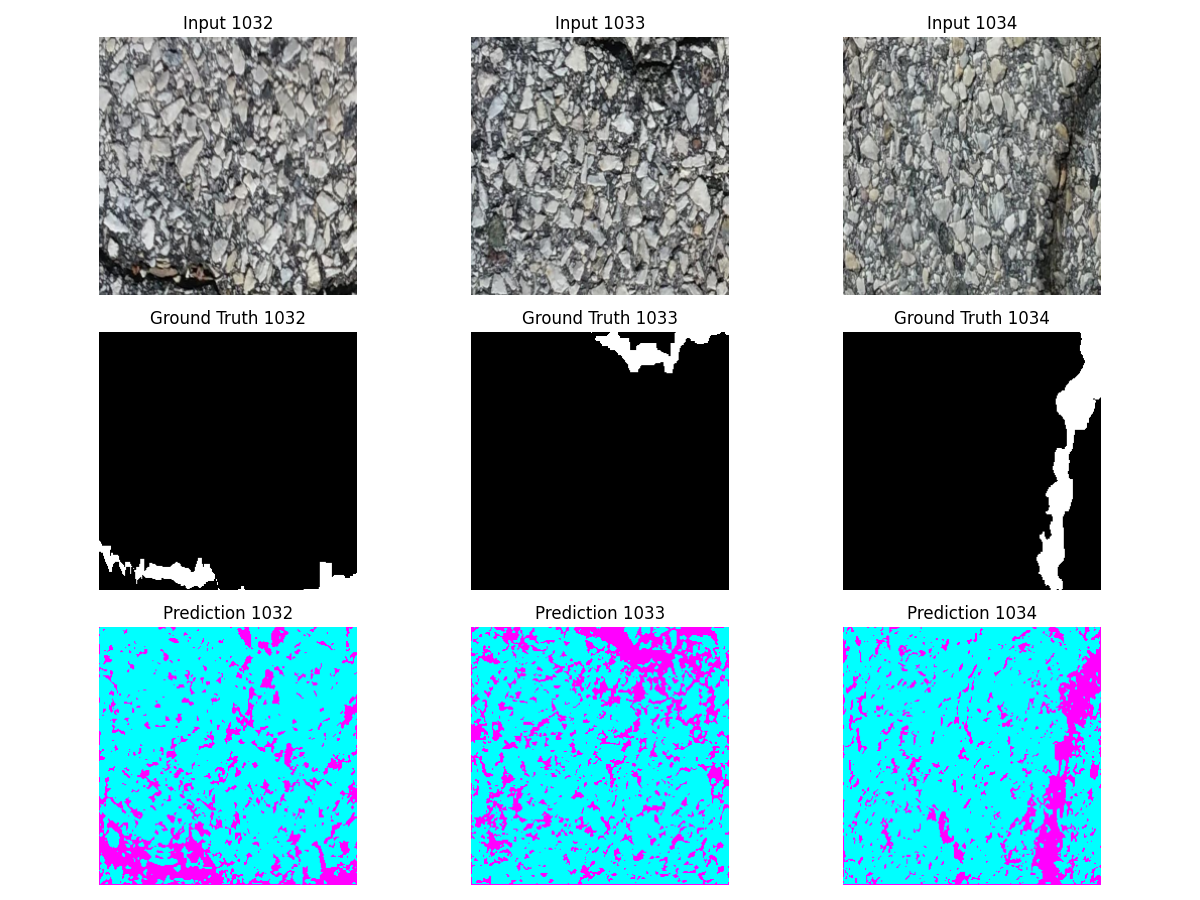 Input 1032
Input 1033
Input 1034
Ground Truth 1032
Ground Truth 1033
Ground Truth 1034
Prediction 1032
Prediction 1033
Prediction 1034